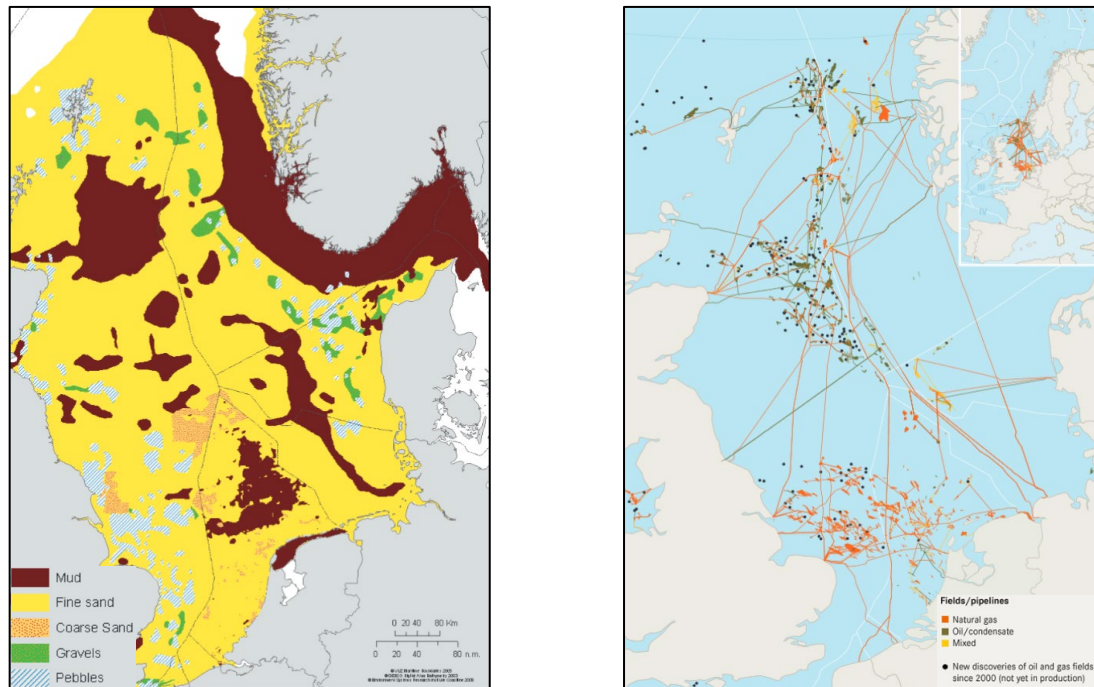 Mud
Fine sand
Coarse Sand
Gravels
Pebbles
0 20 40 80 Km
0 40 80 n.m.
Fields/pipelines
Natural gas
Oil/condensate
Mixed
New discoveries of oil and gas fields
since 2000 (not yet in production)